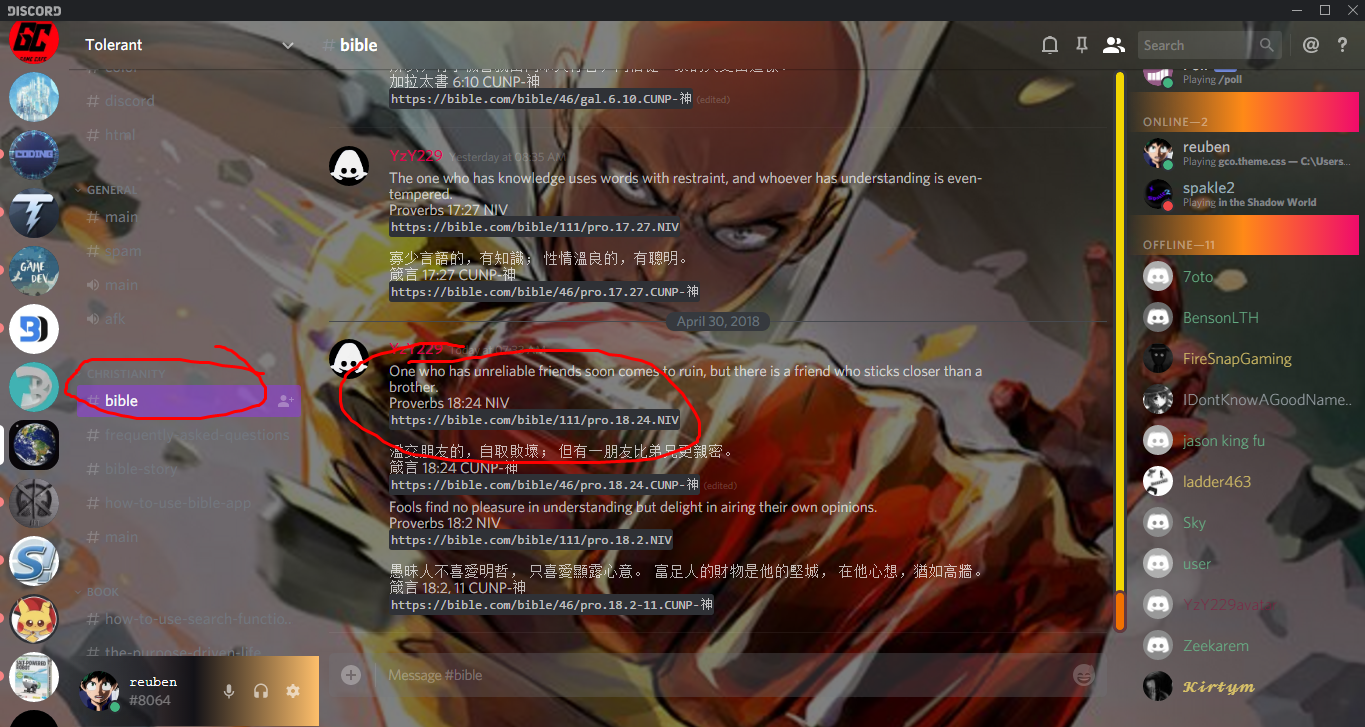 DISCORD
GC
GAME CAFE
CODING
GAME DEV
Tolerant
# discord
# html
GENERAL
# main
# spam
main
afk
CHRISTIANITY
# bible
# frequently-asked-questions
# bible-story
# how-to-use-bible-app
# main
BOOK
# how-to-use-search-functio..
# the-purpose-driven-life
reuben
#8064
# bible
Search
加拉太書 6:10 CUNP-神
https://bible.com/bible/46/gal.6.10.CUNP-神 (edited)
YzY229 Yesterday at 08:35 AM
The one who has knowledge uses words with restraint, and whoever has understanding is even-
tempered.
Proverbs 17:27 NIV
https://bible.com/bible/111/pro.17.27.NIV
寡少言語的，有知識； 性情溫良的，有聰明。
箴言 17:27 CUNP-神
https://bible.com/bible/46/pro.17.27.CUNP-神
April 30, 2018
YzY229
One who has unreliable friends soon comes to ruin, but there is a friend who sticks closer than a
brother.
Proverbs 18:24 NIV
https://bible.com/bible/111/pro.18.24.NIV
濫交朋友的，自取敗壞； 但有一朋友比弟兄更親密。
箴言 18:24 CUNP-神
https://bible.com/bible/46/pro.18.24.CUNP-神 (edited)
Fools find no pleasure in understanding but delight in airing their own opinions.
Proverbs 18:2 NIV
https://bible.com/bible/111/pro.18.2.NIV
愚昧人不喜愛明哲， 只喜愛顯露心意。 富足人的財物是他的堅城， 在他心想，猶如高牆。
箴言 18:2, 11 CUNP-神
https://bible.com/bible/46/pro.18.2-11.CUNP-神
Message #bible
Playing /poll
ONLINE—2
reuben
Playing gco.theme.css — C:\Users...
spakle2
Playing in the Shadow World
OFFLINE—11
7oto
BensonLTH
FireSnapGaming
IDontKnowAGoodName..
jason king fu
ladder463
Sky
user
YzY229avatar
Zeekarem
𝓚𝓲𝓻𝓽𝔂𝓶